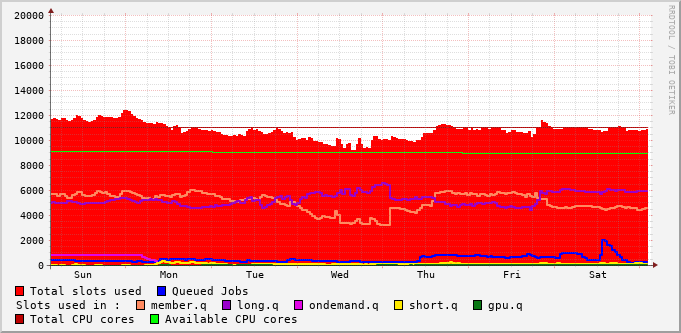 RRDTOOL / TOBI OETIKER
20000
18000
16000
14000
12000
10000
8000
6000
4000
2000
0
Sun Mon Tue Wed Thu Fri Sat
Total slots used Queued Jobs
Slots used in : member.q long.q ondemand.q short.q gpu.q
Total CPU cores Available CPU cores